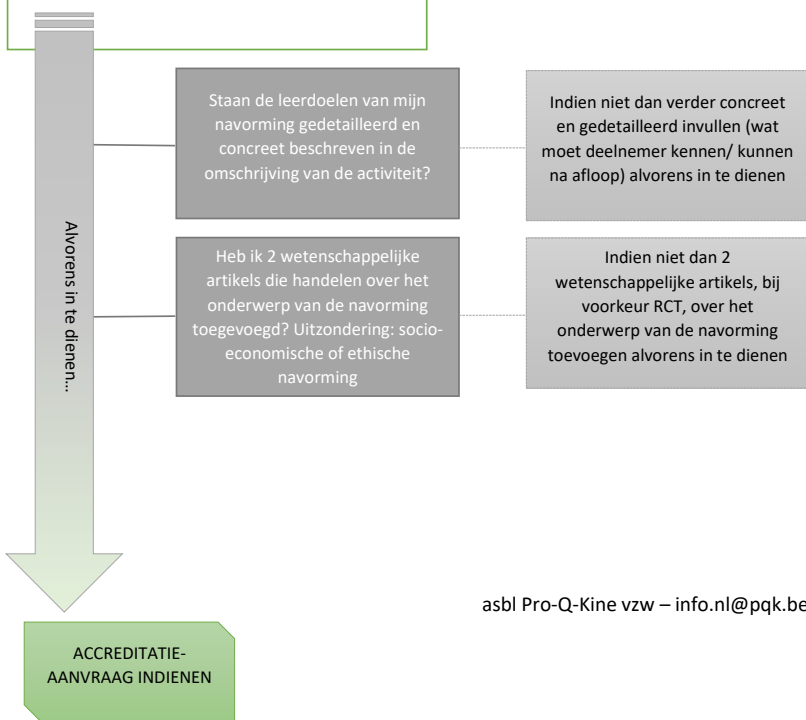 Staan de leerdoelen van mijn
navorming gedetailleerd en
concreet beschreven in de
omschrijving van de activiteit?
Indien niet dan verder concreet
en gedetailleerd invullen (wat
moet deelnemer kennen/ kunnen
na afloop) alvorens in te dienen
Alvorens in te dienen…
Heb ik 2 wetenschappelijke
artikels die handelen over het
onderwerp van de navorming
toegevoegd? Uitzondering: socio-
economische of ethische
navorming
Indien niet dan 2
wetenschappelijke artikels, bij
voorkeur RCT, over het
onderwerp van de navorming
toevoegen alvorens in te dienen
asbl Pro-Q-Kine vzw – info.nl@pqk.be
ACCREDITATIE-
AANVRAAG INDIENEN